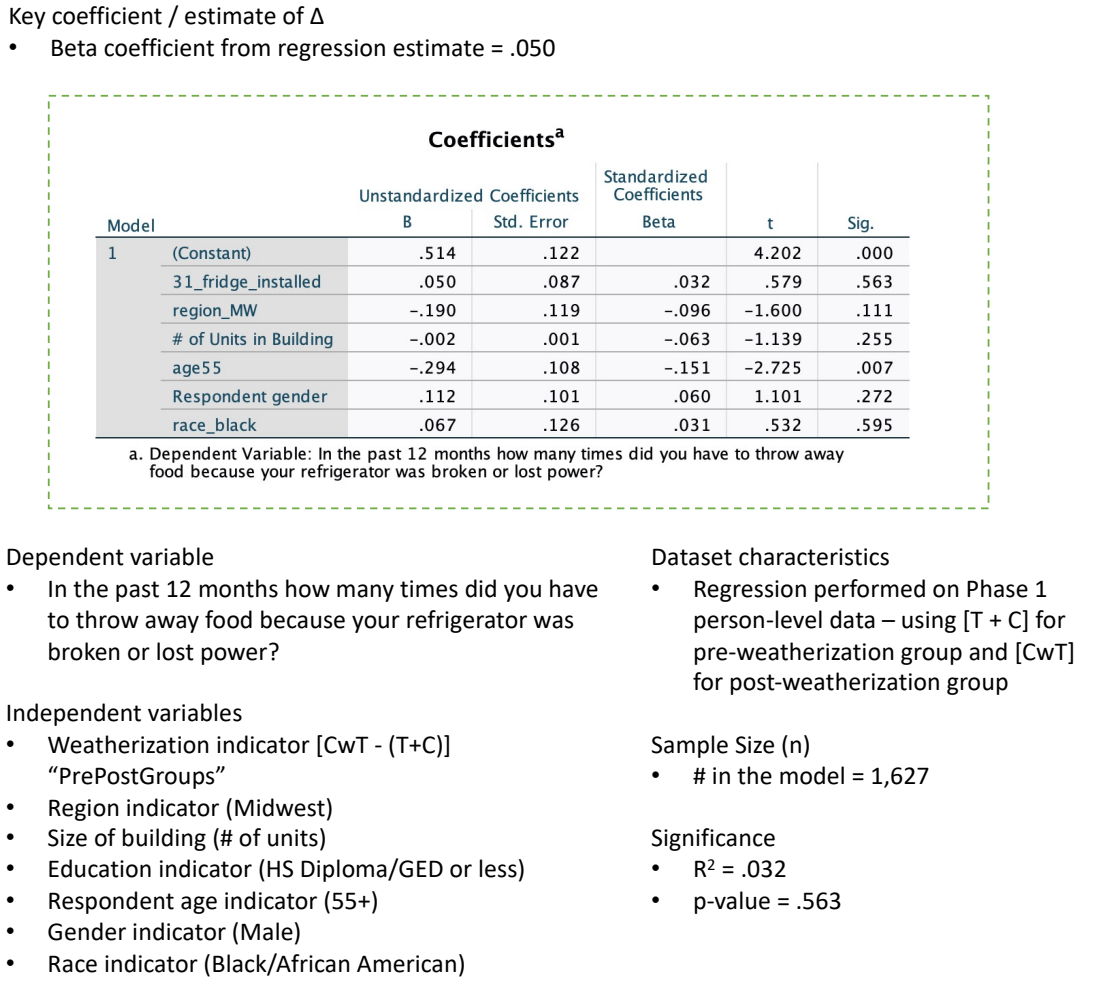 Key coefficient / estimate of Δ
• Beta coefficient from regression estimate = .050
Coefficientsᵃ
Model Unstandardized Coefficients Standardized Coefficients t Sig.
B Std. Error Beta
1 (Constant) .514 .122 4.202 .000
31_fridge_installed .050 .087 .032 .579 .563
region_MW -.190 .119 -.096 -1.600 .111
# of Units in Building -.002 .001 -.063 -1.139 .255
age55 -.294 .108 -.151 -2.725 .007
Respondent gender .112 .101 .060 1.101 .272
race_black .067 .126 .031 .532 .595
a. Dependent Variable: In the past 12 months how many times did you have to throw away
food because your refrigerator was broken or lost power?
Dependent variable
• In the past 12 months how many times did you have
to throw away food because your refrigerator was
broken or lost power?
Independent variables
• Weatherization indicator [CwT - (T+C)]
"PrePostGroups"
• Region indicator (Midwest)
• Size of building (# of units)
• Education indicator (HS Diploma/GED or less)
• Respondent age indicator (55+)
• Gender indicator (Male)
• Race indicator (Black/African American)
Dataset characteristics
• Regression performed on Phase 1
person-level data – using [T + C] for
pre-weatherization group and [CwT]
for post-weatherization group
Sample Size (n)
• # in the model = 1,627
Significance
• R² = .032
• p-value = .563